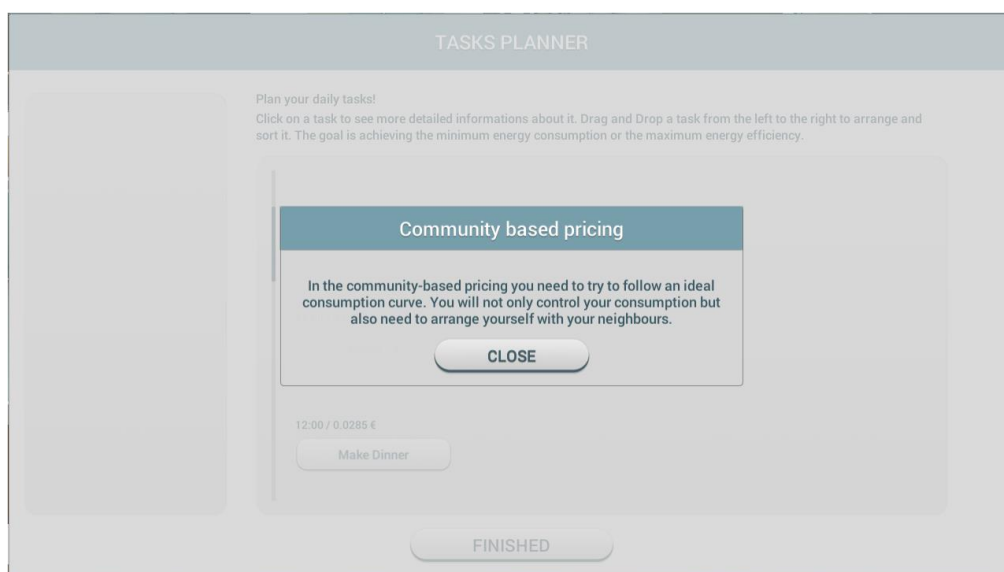 TASKS PLANNER
Plan your daily tasks!
Click on a task to see more detailed informations about it. Drag and Drop a task from the left to the right to arrange and
sort it. The goal is achieving the minimum energy consumption or the maximum energy efficiency.
Community based pricing
In the community-based pricing you need to try to follow an ideal
consumption curve. You will not only control your consumption but
also need to arrange yourself with your neighbours.
CLOSE
12:00 / 0.0285 €
Make Dinner
FINISHED